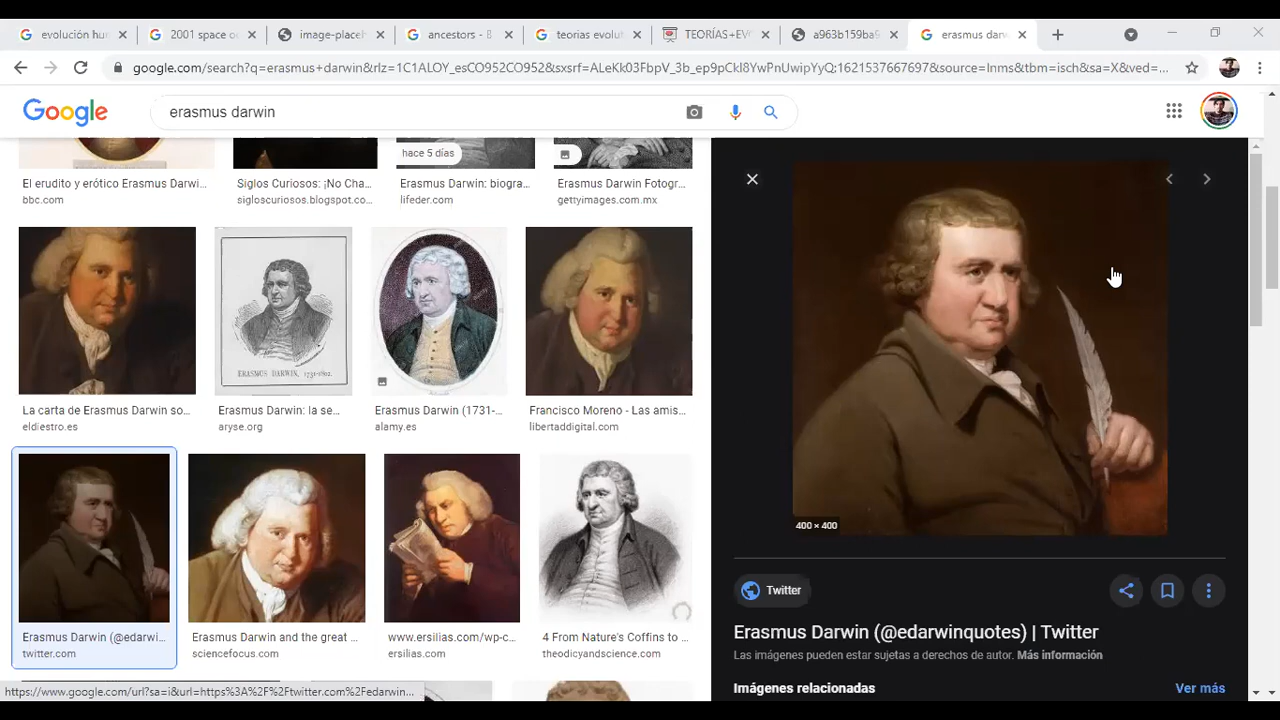 evolución hu
2001 space o
image-placeh
ancestors - B
teorias evolut
TEORÍAS+EV
a963b159ba9
erasmus darw
google.com/search?q=erasmus+darwin&rlz=1C1ALOY_esCO952CO952&sxsrf=ALeKk03FbpV_3b_ep9pCkI8YwPnUwipYyQ:1621537667697&source=lnms&tbm=isch&sa=X&ved=...
Google
erasmus darwin
hace 5 días
El erudito y erótico Erasmus Darwi...
bbc.com
Siglos Curiosos: ¡No Cha...
sigloscuriosos.blogspot.co...
Erasmus Darwin: biogra...
lifeder.com
Erasmus Darwin Fotogr...
gettyimages.com.mx
ERASMUS DARWIN, 1731-1802.
La carta de Erasmus Darwin so...
eldiestro.es
Erasmus Darwin: la se...
aryse.org
Erasmus Darwin (1731-...
alamy.es
Francisco Moreno - Las amis...
libertaddigital.com
Erasmus Darwin (@edarwi...
twitter.com
Erasmus Darwin and the great ...
sciencefocus.com
www.ersilias.com/wp-c...
ersilias.com
4 From Nature's Coffins to ...
theodicyandscience.com
400 × 400
Twitter
Erasmus Darwin (@edarwinquotes) | Twitter
Las imágenes pueden estar sujetas a derechos de autor. Más información
Imágenes relacionadas
Ver más
https://www.google.com/url?sa=i&url=https%3A%2F%2Ftwitter.com%2Fedarwin...